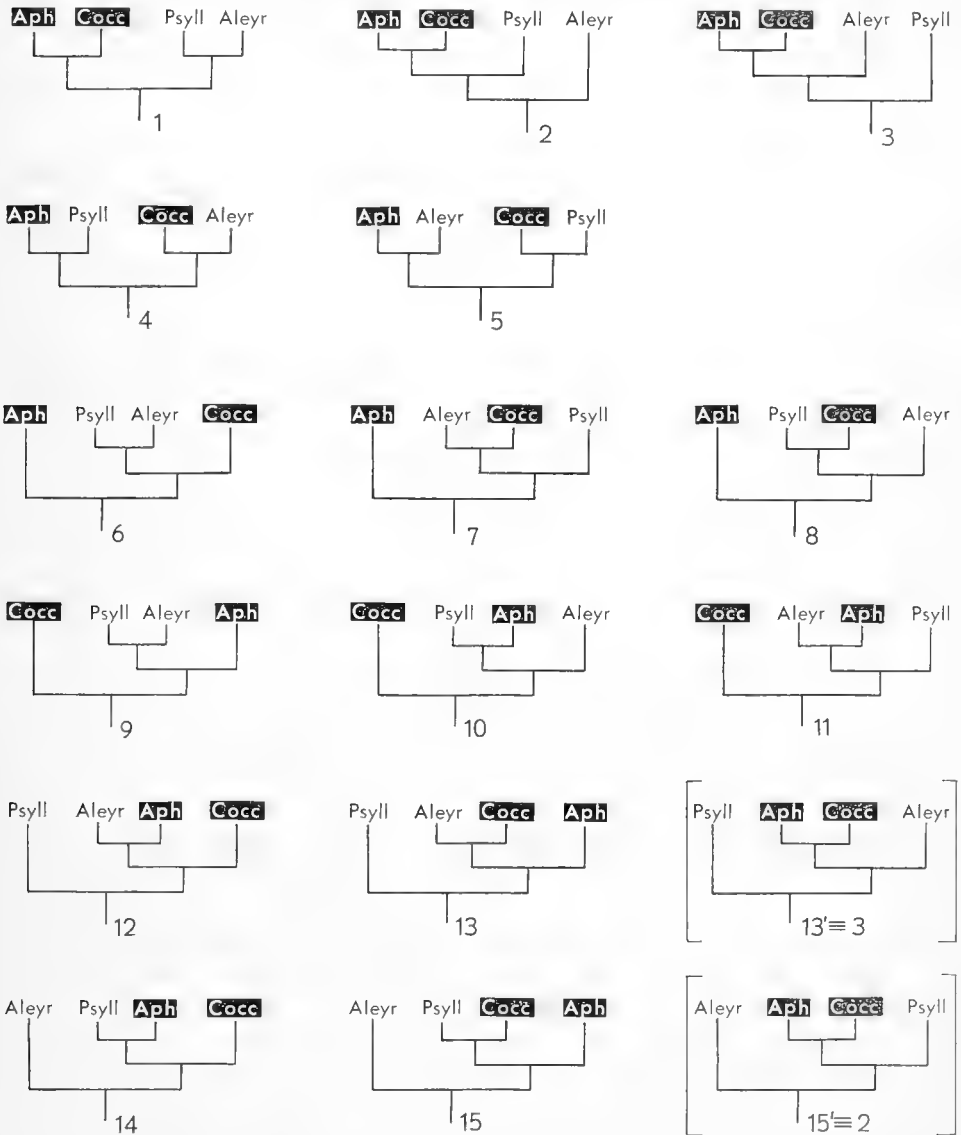 Aph Cocc Psyll Aleyr Aph Cocc Psyll Aleyr Aph Cocc Aleyr Psyll
1 2 3
Aph Psyll Cocc Aleyr Aph Aleyr Cocc Psyll
4 5
Aph Psyll Aleyr Cocc Aph Aleyr Cocc Psyll Aph Psyll Cocc Aleyr
6 7 8
Cocc Psyll Aleyr Aph Cocc Psyll Aph Aleyr Cocc Aleyr Aph Psyll
9 10 11
Psyll Aleyr Aph Cocc Psyll Aleyr Cocc Aph Psyll Aph Cocc Aleyr
12 13 13'≡ 3
Aleyr Psyll Aph Cocc Aleyr Psyll Cocc Aph Aleyr Aph Cocc Psyll
14 15 15'≡ 2